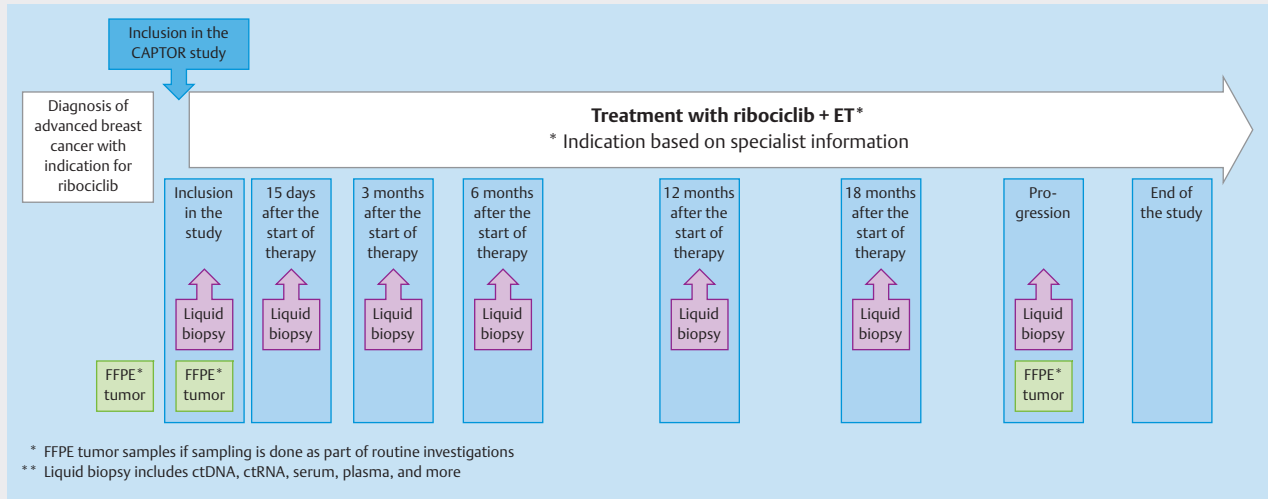 Inclusion in the
CAPTOR study
Diagnosis of
advanced breast
cancer with
indication for
ribociclib
Treatment with ribociclib + ET*
* Indication based on specialist information
Inclusion
in the
study
15 days
after the
start of
therapy
3 months
after the
start of
therapy
6 months
after the
start of
therapy
12 months
after the
start of
therapy
18 months
after the
start of
therapy
Pro-
gression
End of
the study
Liquid
biopsy
Liquid
biopsy
Liquid
biopsy
Liquid
biopsy
Liquid
biopsy
Liquid
biopsy
Liquid
biopsy
FFPE*
tumor
FFPE*
tumor
FFPE*
tumor
* FFPE tumor samples if sampling is done as part of routine investigations
** Liquid biopsy includes ctDNA, ctRNA, serum, plasma, and more